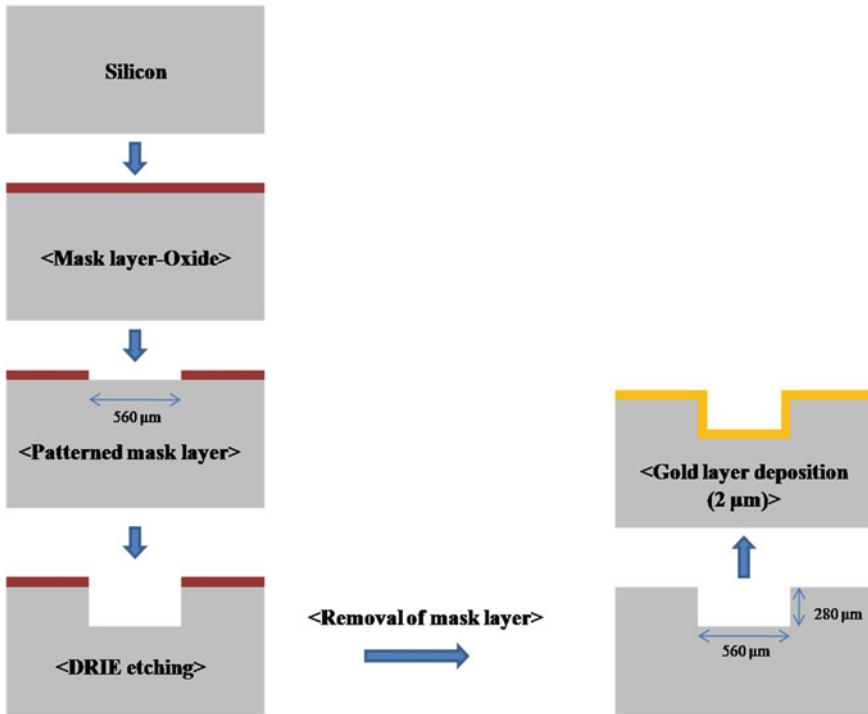 Silicon
<Mask layer-Oxide>
560 μm
<Patterned mask layer>
<DRIE etching>
<Removal of mask layer>
280 μm
560 μm
<Gold layer deposition
(2 μm)>